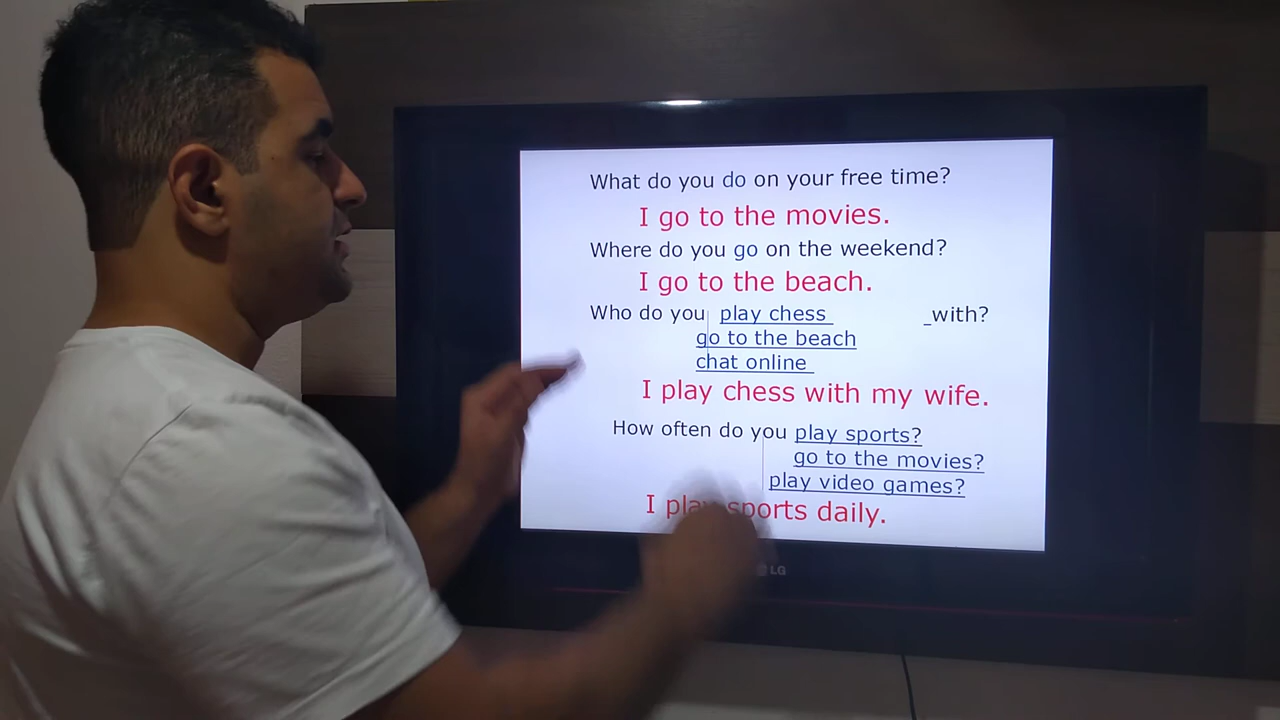 What do you do on your free time?
I go to the movies.
Where do you go on the weekend?
I go to the beach.
Who do you play chess _with?
go to the beach
chat online
I play chess with my wife.
How often do you play sports?
go to the movies?
play video games?
I play sports daily.
LG